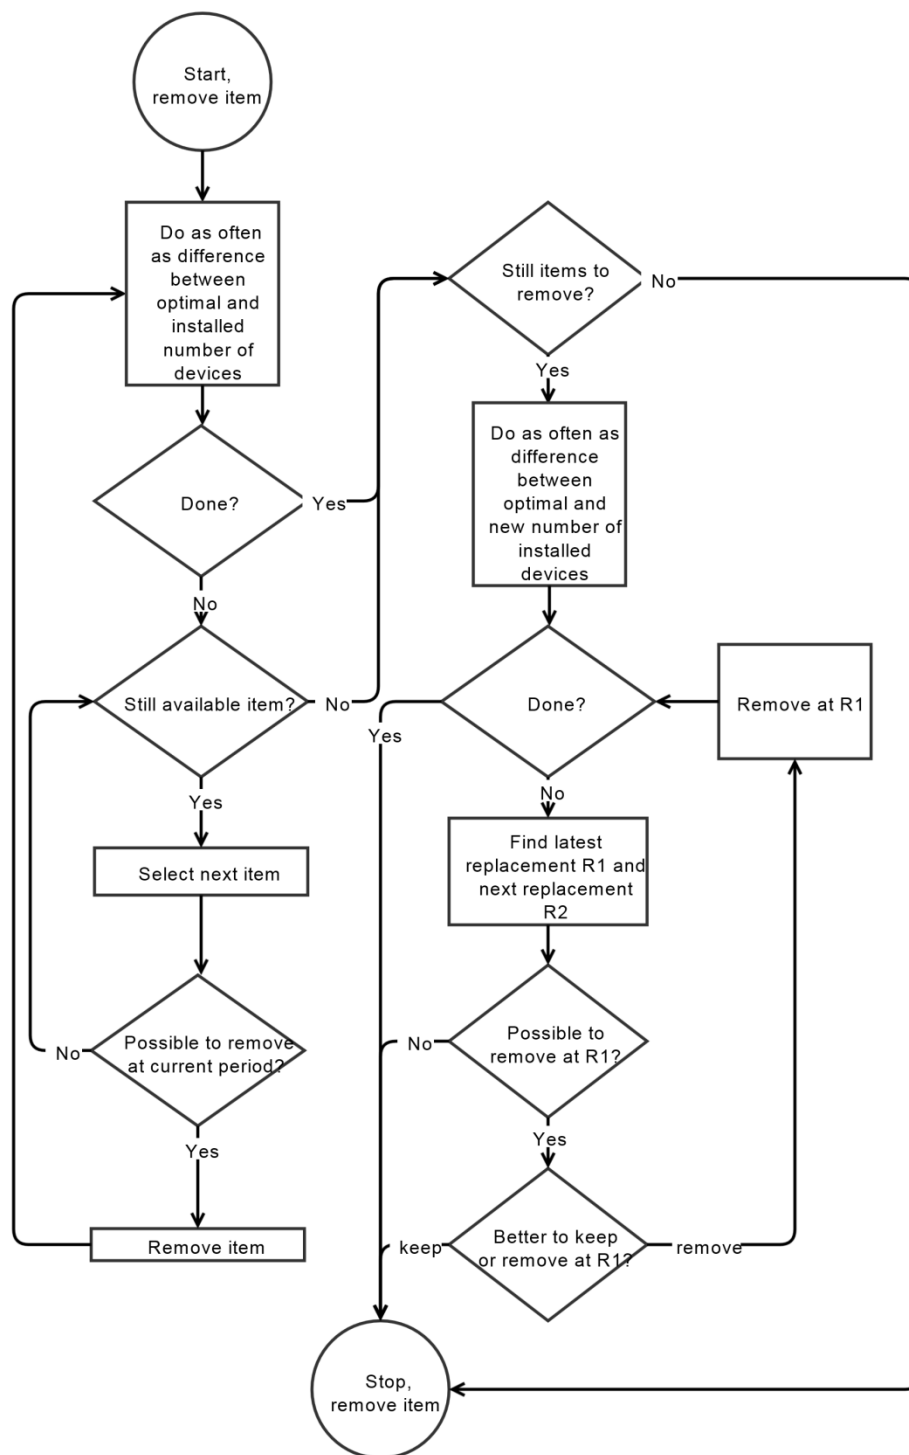 Start,
remove item
Do as often
as difference
between
optimal and
installed
number of
devices
Done?
Yes
No
Still available item?
No
Yes
Select next item
Possible to remove
at current period?
No
Yes
Remove item
Still items to
remove?
No
Yes
Do as often as
difference
between
optimal and
new number of
installed
devices
Done?
Yes
No
Remove at R1
Find latest
replacement R1 and
next replacement
R2
Possible to
remove at R1?
No
Yes
Better to keep
or remove at R1?
keep
remove
Stop,
remove item